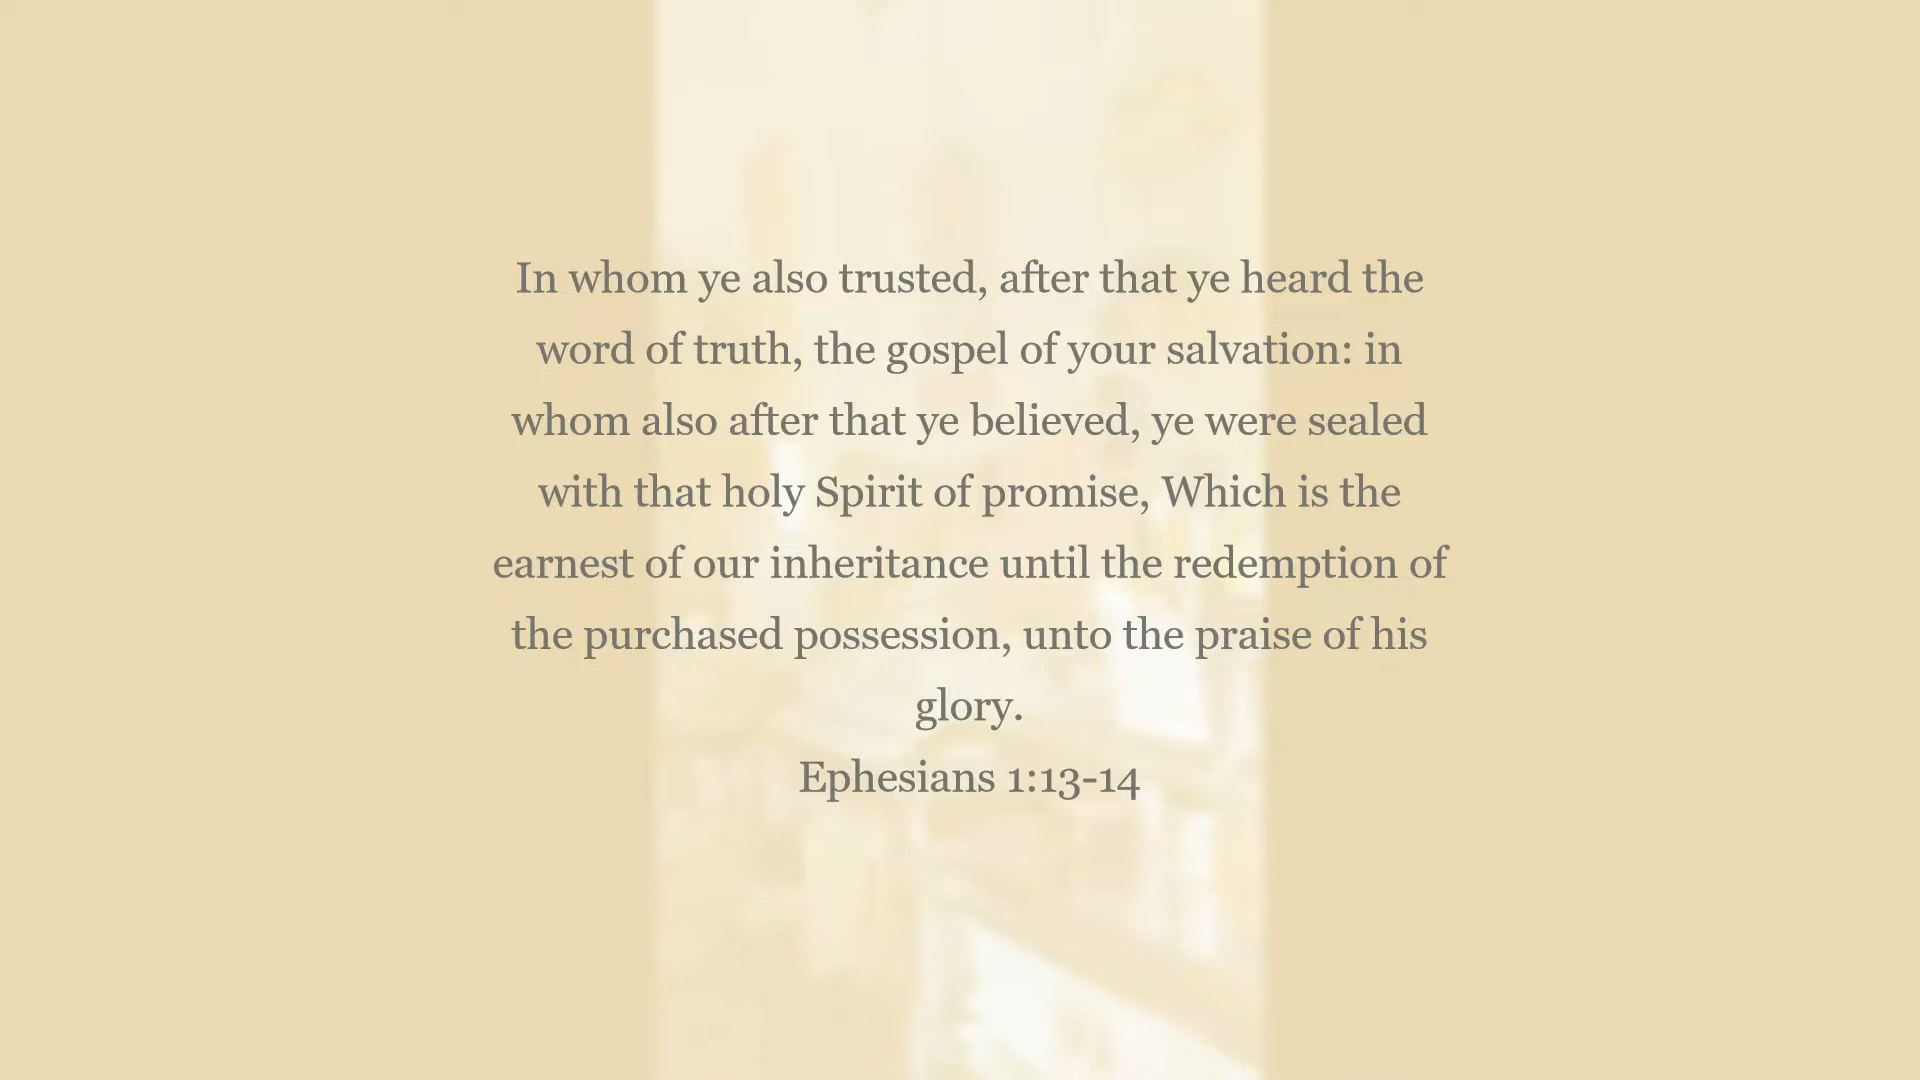 In whom ye also trusted, after that ye heard the
word of truth, the gospel of your salvation: in
whom also after that ye believed, ye were sealed
with that holy Spirit of promise, Which is the
earnest of our inheritance until the redemption of
the purchased possession, unto the praise of his
glory.
Ephesians 1:13-14